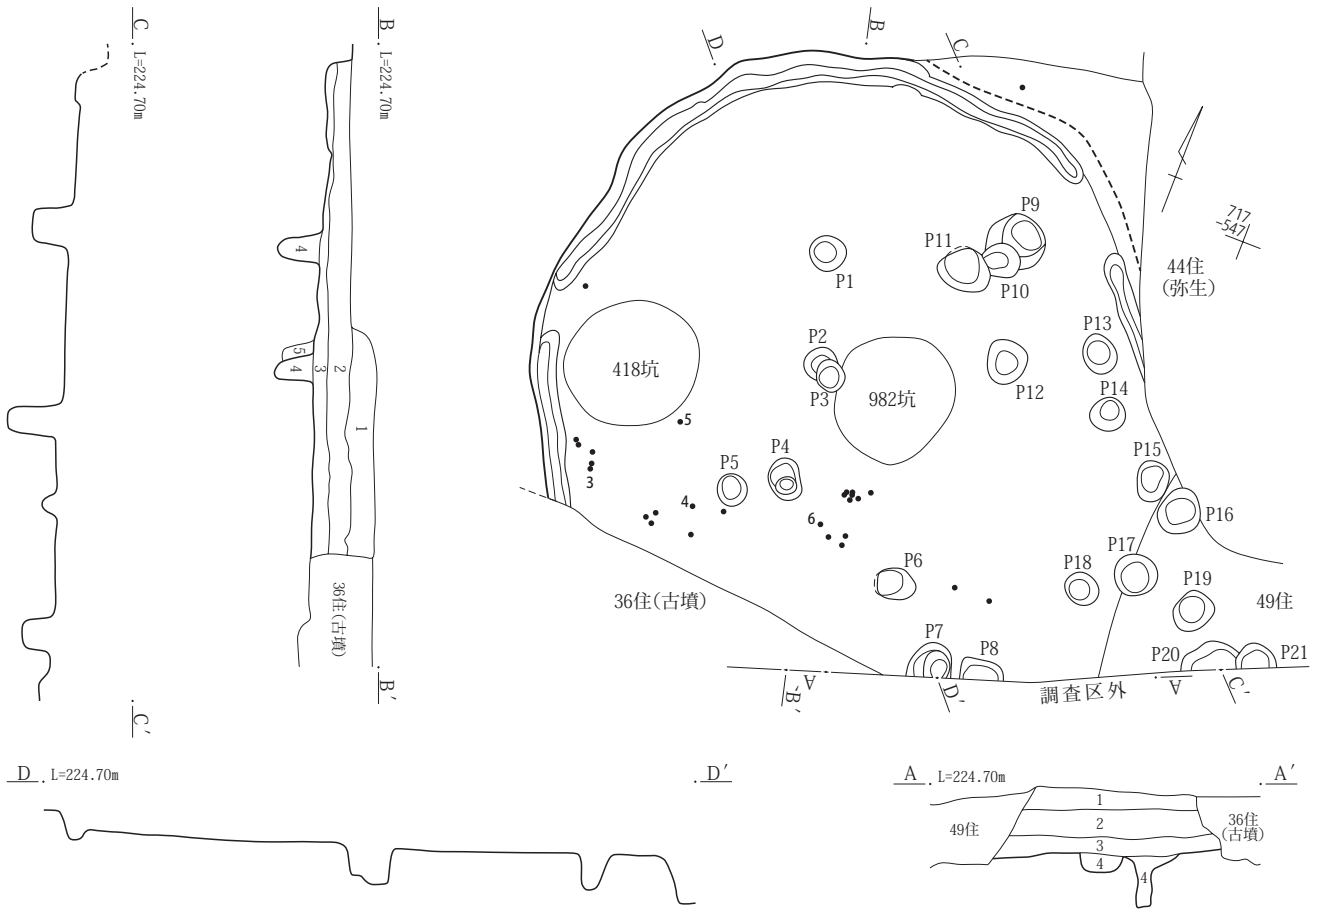 C
L=224.70m
C′
B
L=224.70m
4
5
4
3
2
1
36住(古墳)
B′
D
B
C
P9
P11
P10
P1
717
-547
44住
(弥生)
P2
P3
P13
418坑
982坑
P12
P14
5
P4
P5
P15
3
4
6
P16
P6
P18
P17
P19
36住(古墳)
49住
P7
P8
P20
P21
A
B′
D′
調査区外
A
C′
D
L=224.70m
D′
A
L=224.70m
A′
1
2
3
4
4
49住
36住
(古墳)